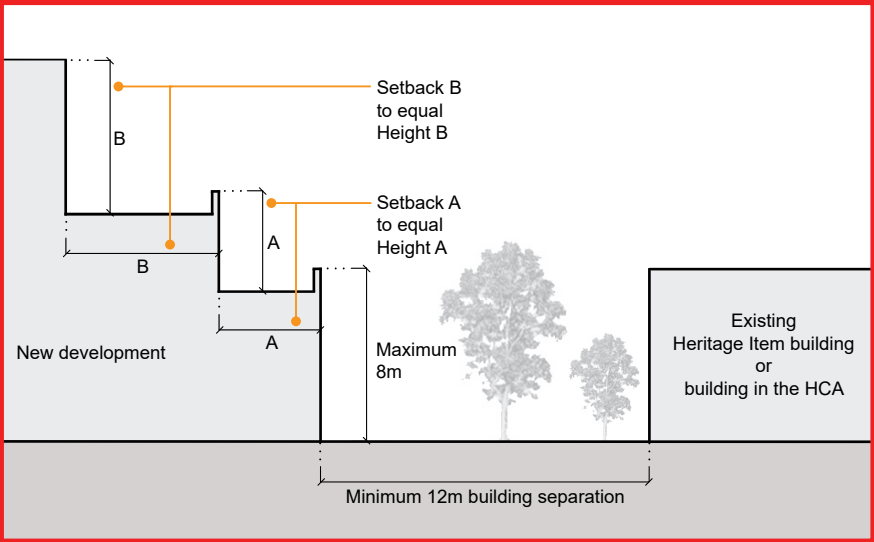 Setback B
to equal
Height B
B
B
Setback A
to equal
Height A
A
A
New development
Maximum
8m
Existing
Heritage Item building
or
building in the HCA
Minimum 12m building separation